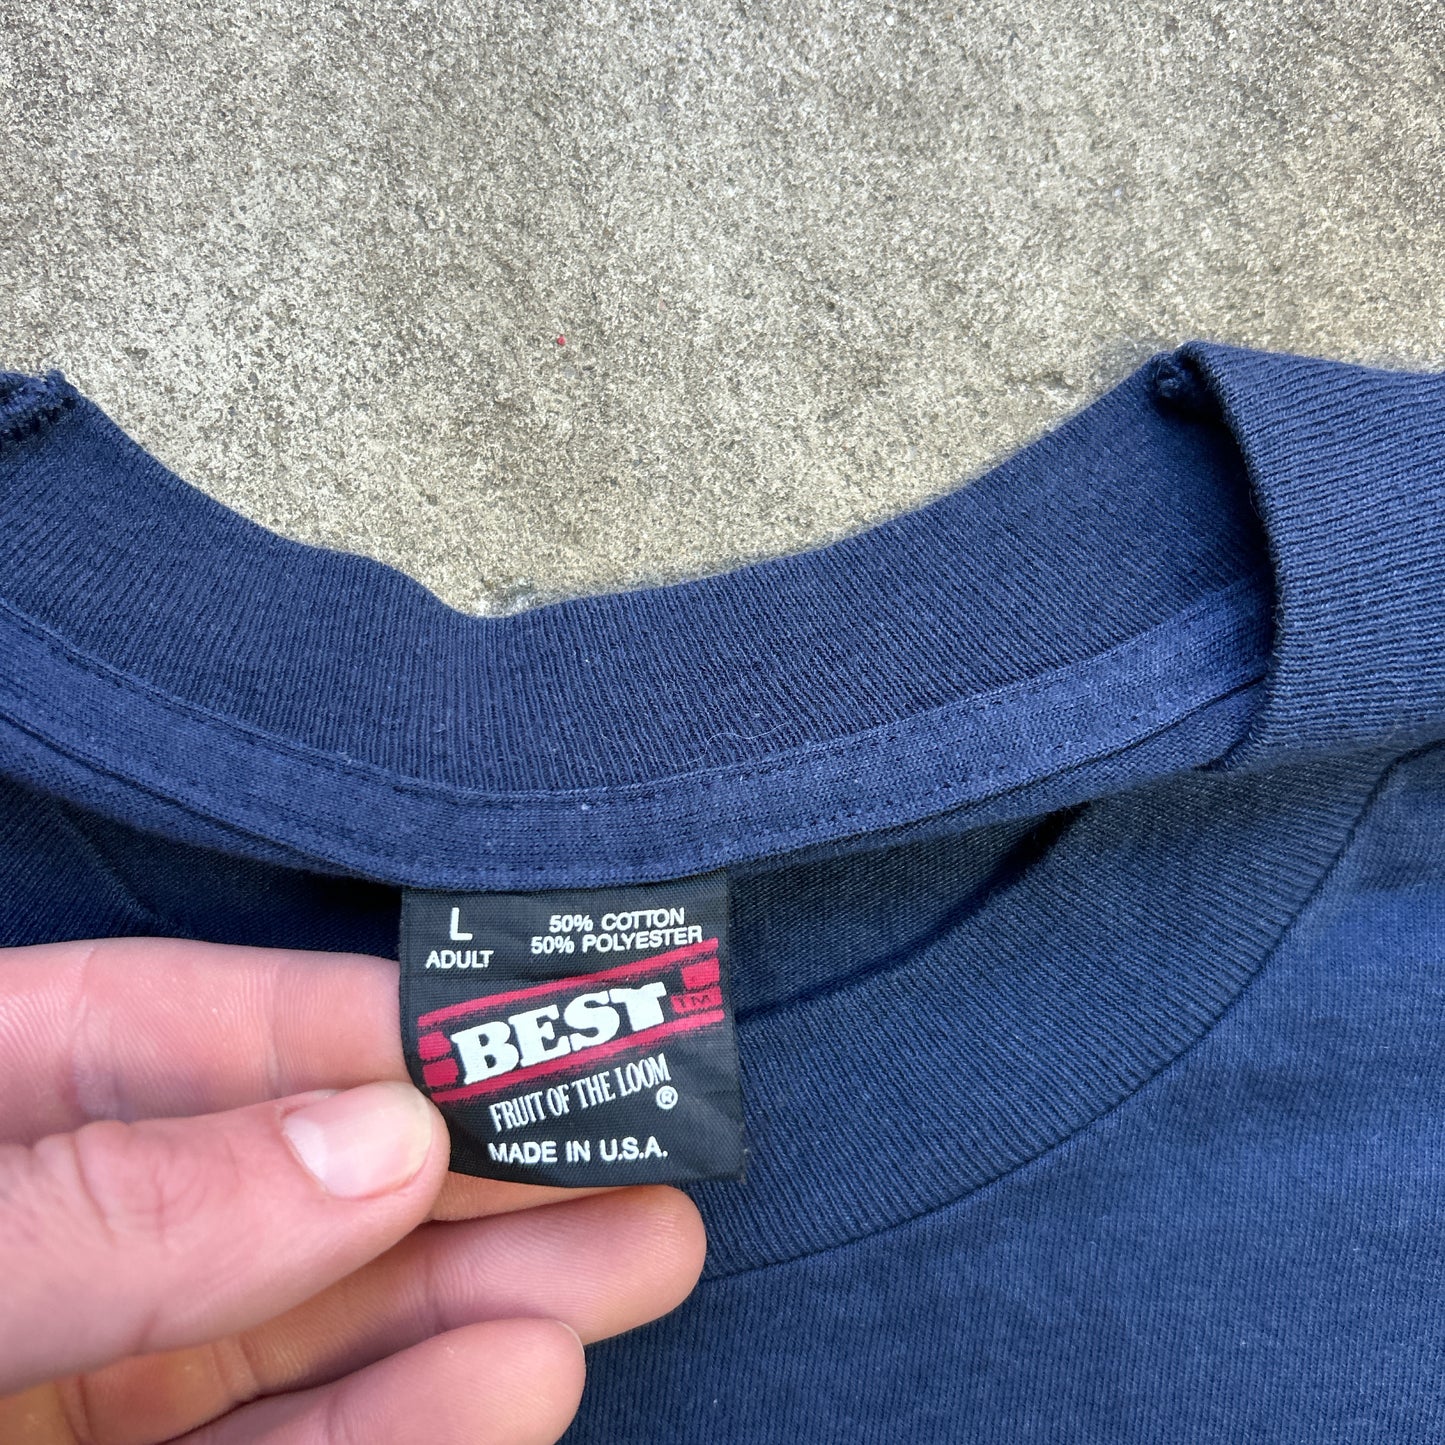 L
ADULT
50% COTTON
50% POLYESTER
BEST TM
FRUIT OF THE LOOM
®
MADE IN U.S.A.